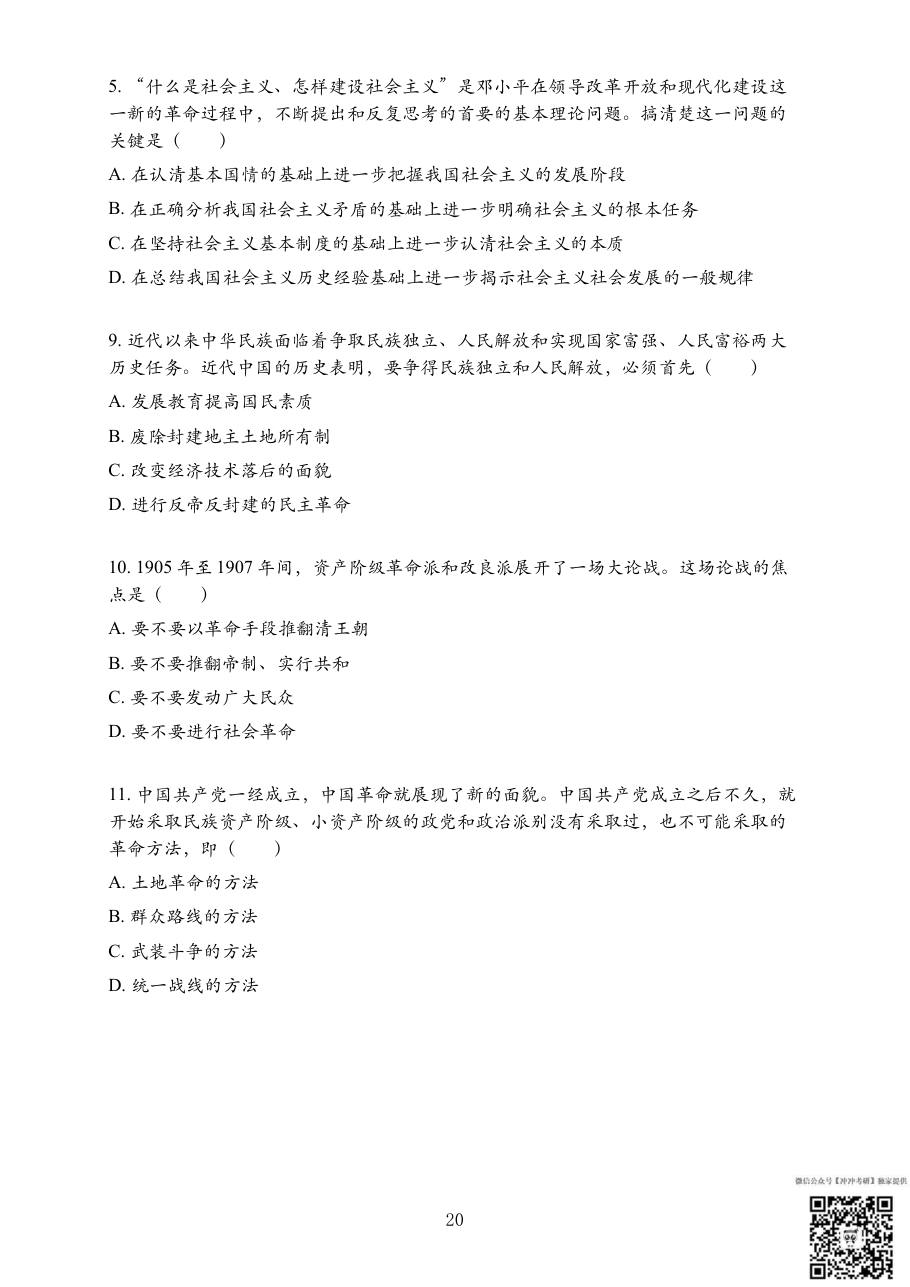 5. “什么是社会主义、怎样建设社会主义”是邓小平在领导改革开放和现代化建设这
一新的革命过程中，不断提出和反复思考的首要的基本理论问题。搞清楚这一问题的
关键是（　　）
A. 在认清基本国情的基础上进一步把握我国社会主义的发展阶段
B. 在正确分析我国社会主义矛盾的基础上进一步明确社会主义的根本任务
C. 在坚持社会主义基本制度的基础上进一步认清社会主义的本质
D. 在总结我国社会主义历史经验基础上进一步揭示社会主义社会发展的一般规律
9. 近代以来中华民族面临着争取民族独立、人民解放和实现国家富强、人民富裕两大
历史任务。近代中国的历史表明，要争得民族独立和人民解放，必须首先（　　）
A. 发展教育提高国民素质
B. 废除封建地主土地所有制
C. 改变经济技术落后的面貌
D. 进行反帝反封建的民主革命
10. 1905 年至 1907 年间，资产阶级革命派和改良派展开了一场大论战。这场论战的焦
点是（　　）
A. 要不要以革命手段推翻清王朝
B. 要不要推翻帝制、实行共和
C. 要不要发动广大民众
D. 要不要进行社会革命
11. 中国共产党一经成立，中国革命就展现了新的面貌。中国共产党成立之后不久，就
开始采取民族资产阶级、小资产阶级的政党和政治派别没有采取过，也不可能采取的
革命方法，即（　　）
A. 土地革命的方法
B. 群众路线的方法
C. 武装斗争的方法
D. 统一战线的方法
微信公众号【冲冲考研】独家提供
20